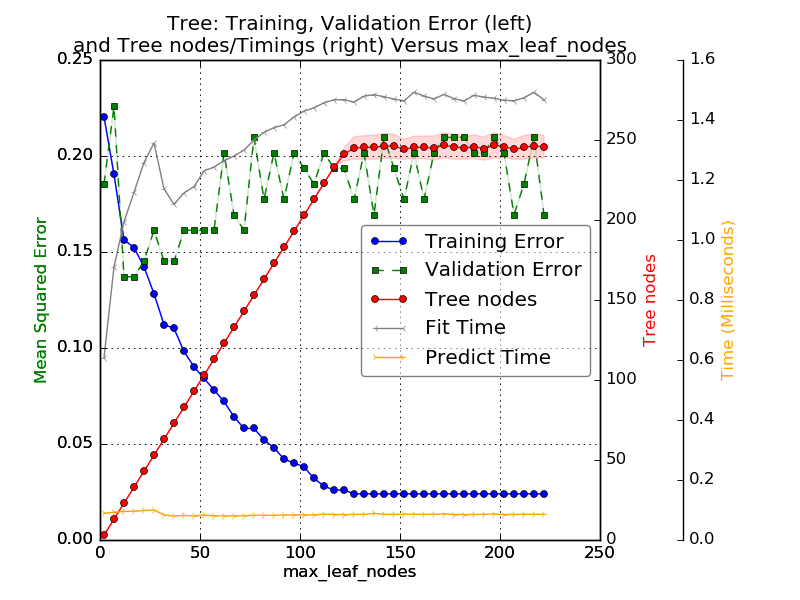 Tree: Training, Validation Error (left)
and Tree nodes/Timings (right) Versus max_leaf_nodes
0.25
0.20
0.15
0.10
0.05
0.00
Mean Squared Error
0
50
100
150
200
250
max_leaf_nodes
Training Error
Validation Error
Tree nodes
Fit Time
Predict Time
300
250
200
150
100
50
0
Tree nodes
1.6
1.4
1.2
1.0
0.8
0.6
0.4
0.2
0.0
Time (Milliseconds)